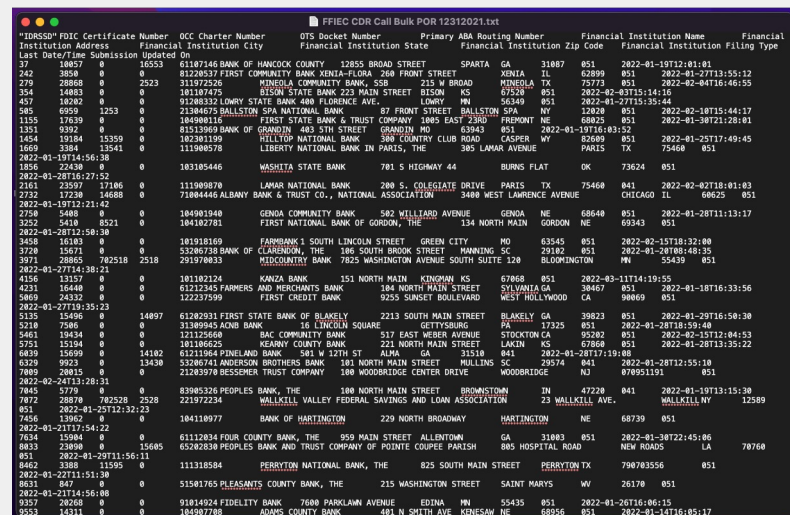 FFIEC CDR Call Bulk POR 12312021.txt
"IDRSSD" FDIC Certificate Number OCC Charter Number OTS Docket Number Primary ABA Routing Number Financial Institution Name Financial
Institution Address Financial Institution City Financial Institution State Financial Institution Zip Code Financial Institution Filing Type
Last Date/Time Submission Updated On
37 10057 0 16553 61107146 BANK OF HANCOCK COUNTY 12855 BROAD STREET SPARTA GA 31087 051 2022-01-19T12:01:01
242 3850 0 0 81220537 FIRST COMMUNITY BANK XENIA-FLORA 260 FRONT STREET XENIA IL 62899 051 2022-01-27T13:55:12
279 28868 0 2523 311972526 MINEOLA COMMUNITY BANK, SSB 215 W BROAD MINEOLA TX 75773 051 2022-02-04T16:46:55
354 14083 0 0 101107475 BISON STATE BANK 223 MAIN STREET BISON KS 67520 051 2022-02-03T15:14:16
457 10202 0 0 91208332 LOWRY STATE BANK 400 FLORENCE AVE. LOWRY MN 56349 051 2022-01-27T15:35:44
505 6959 1253 0 21304675 BALLSTON SPA NATIONAL BANK 87 FRONT STREET BALLSTON SPA NY 12020 051 2022-02-10T15:44:17
1155 17639 0 0 104900116 FIRST STATE BANK & TRUST COMPANY 1005 EAST 23RD FREMONT NE 68025 051 2022-01-30T21:28:01
1351 9392 0 0 81513969 BANK OF GRANDIN 403 5TH STREET GRANDIN MO 63943 051 2022-01-19T16:03:52
1454 19184 15359 0 102301199 HILLTOP NATIONAL BANK 300 COUNTRY CLUB ROAD CASPER WY 82609 051 2022-01-25T17:49:45
1669 3384 13541 0 111900578 LIBERTY NATIONAL BANK IN PARIS, THE 305 LAMAR AVENUE PARIS TX 75460 051
2022-01-19T14:56:38
1856 22430 0 0 103105446 WASHITA STATE BANK 701 S HIGHWAY 44 BURNS FLAT OK 73624 051
2022-01-28T16:27:52
2161 23597 17106 0 111909870 LAMAR NATIONAL BANK 200 S. COLEGIATE DRIVE PARIS TX 75460 041 2022-02-02T18:01:03
2732 17230 14688 0 71004446 ALBANY BANK & TRUST CO., NATIONAL ASSOCIATION 3400 WEST LAWRENCE AVENUE CHICAGO IL 60625 051
2022-01-19T12:21:42
2750 5408 0 0 104901940 GENOA COMMUNITY BANK 502 WILLIARD AVENUE GENOA NE 68640 051 2022-01-28T11:13:17
3252 5410 8521 0 104102781 FIRST NATIONAL BANK OF GORDON, THE 134 NORTH MAIN GORDON NE 69343 051
2022-01-28T12:50:30
3458 16103 0 0 101918169 FARMBANK 1 SOUTH LINCOLN STREET GREEN CITY MO 63545 051 2022-02-15T18:32:00
3720 15671 0 0 53206738 BANK OF CLARENDON, THE 106 SOUTH BROOK STREET MANNING SC 29102 051 2022-01-20T08:48:35
3971 28865 702518 2518 291970033 MIDCOUNTRY BANK 7825 WASHINGTON AVENUE SOUTH SUITE 120 BLOOMINGTON MN 55439 051
2022-01-27T14:38:21
4156 13157 0 0 101102124 KANZA BANK 151 NORTH MAIN KINGMAN KS 67068 051 2022-03-11T14:19:55
4231 16440 0 0 61212345 FARMERS AND MERCHANTS BANK 104 NORTH MAIN STREET SYLVANIA GA 30467 051 2022-01-18T16:33:56
5069 24332 0 0 122237599 FIRST CREDIT BANK 9255 SUNSET BOULEVARD WEST HOLLYWOOD CA 90069 051
2022-01-27T19:35:23
5135 15496 0 14097 61202931 FIRST STATE BANK OF BLAKELY 2213 SOUTH MAIN STREET BLAKELY GA 39823 051 2022-01-29T16:50:30
5210 7506 0 0 31309945 ACNB BANK 16 LINCOLN SQUARE GETTYSBURG PA 17325 051 2022-01-28T18:59:40
5461 19434 0 0 121125660 BAC COMMUNITY BANK 517 EAST WEBER AVENUE STOCKTON CA 95202 051 2022-01-15T12:04:53
5751 15194 0 0 101106625 KEARNY COUNTY BANK 221 NORTH MAIN STREET LAKIN KS 67860 051 2022-01-28T13:35:22
6039 15699 0 14102 61211964 PINELAND BANK 501 W 12TH ST ALMA GA 31510 041 2022-01-28T17:19:08
6329 9923 0 13430 53206741 ANDERSON BROTHERS BANK 101 NORTH MAIN STREET MULLINS SC 29574 041 2022-01-28T12:55:10
7009 20015 0 0 21203970 BESSEMER TRUST COMPANY 100 WOODBRIDGE CENTER DRIVE WOODBRIDGE NJ 070951191 051
2022-02-24T13:28:31
7045 5779 0 0 83905326 PEOPLES BANK, THE 100 NORTH MAIN STREET BROWNSTOWN IN 47220 041 2022-01-19T13:15:30
7072 28870 702528 2528 221972234 WALLKILL VALLEY FEDERAL SAVINGS AND LOAN ASSOCIATION 23 WALLKILL AVE. WALLKILL NY 12589
051 2022-01-25T12:32:23
7456 13962 0 0 104110977 BANK OF HARTINGTON 229 NORTH BROADWAY HARTINGTON NE 68739 051
2022-01-21T17:54:22
7634 15904 0 0 61112034 FOUR COUNTY BANK, THE 959 MAIN STREET ALLENTOWN GA 31003 051 2022-01-30T22:45:06
8033 23090 0 15605 65202830 PEOPLES BANK AND TRUST COMPANY OF POINTE COUPEE PARISH 805 HOSPITAL ROAD NEW ROADS LA 70760
051 2022-01-29T11:56:11
8462 3388 11595 0 111318584 PERRYTON NATIONAL BANK, THE 825 SOUTH MAIN STREET PERRYTON TX 790703556 051
2022-01-22T11:51:30
8631 847 0 0 51501765 PLEASANTS COUNTY BANK, THE 215 WASHINGTON STREET SAINT MARYS WV 26170 051
2022-01-21T14:56:08
9357 20268 0 0 91014924 FIDELITY BANK 7600 PARKLAWN AVENUE EDINA MN 55435 051 2022-01-26T16:06:15
9553 14311 0 0 104907708 ADAMS COUNTY BANK 401 N SMITH AVE KENESAW NE 68956 051 2022-01-14T16:05:17